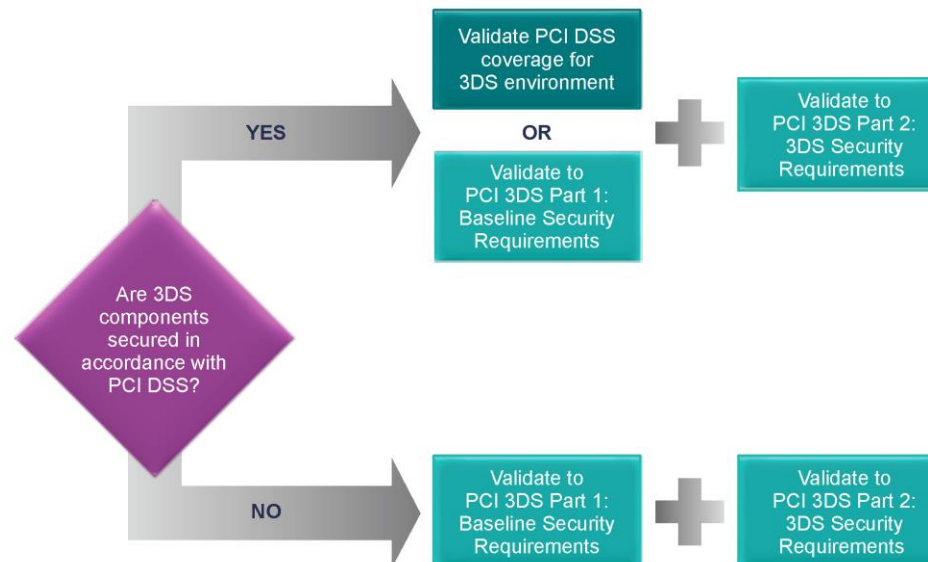 Validate PCI DSS
coverage for
3DS environment
YES
OR
Validate to
PCI 3DS Part 1:
Baseline Security
Requirements
Validate to
PCI 3DS Part 2:
3DS Security
Requirements
Are 3DS
components
secured in
accordance with
PCI DSS?
NO
Validate to
PCI 3DS Part 1:
Baseline Security
Requirements
Validate to
PCI 3DS Part 2:
3DS Security
Requirements